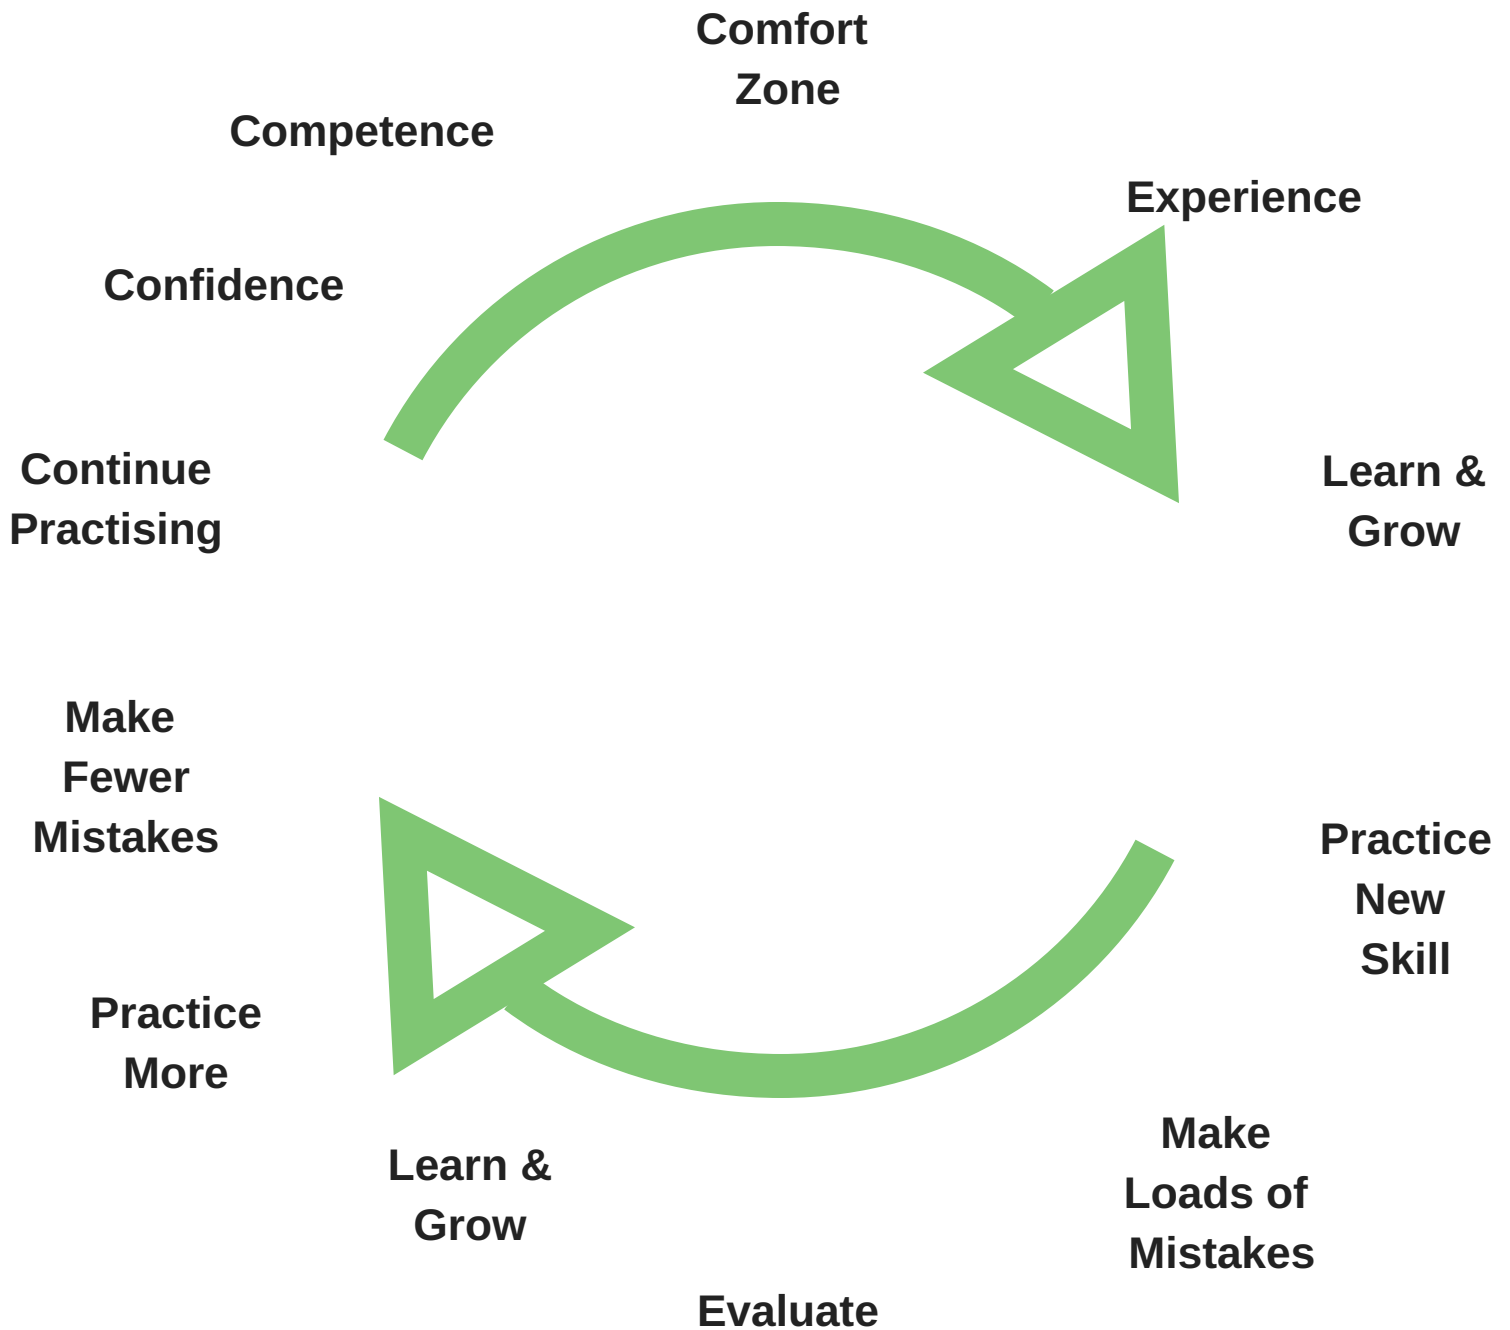 Comfort
Zone
Competence
Experience
Confidence
Continue
Practising
Learn &
Grow
Make
Fewer
Mistakes
Practice
New
Skill
Practice
More
Make
Loads of
Mistakes
Learn &
Grow
Evaluate